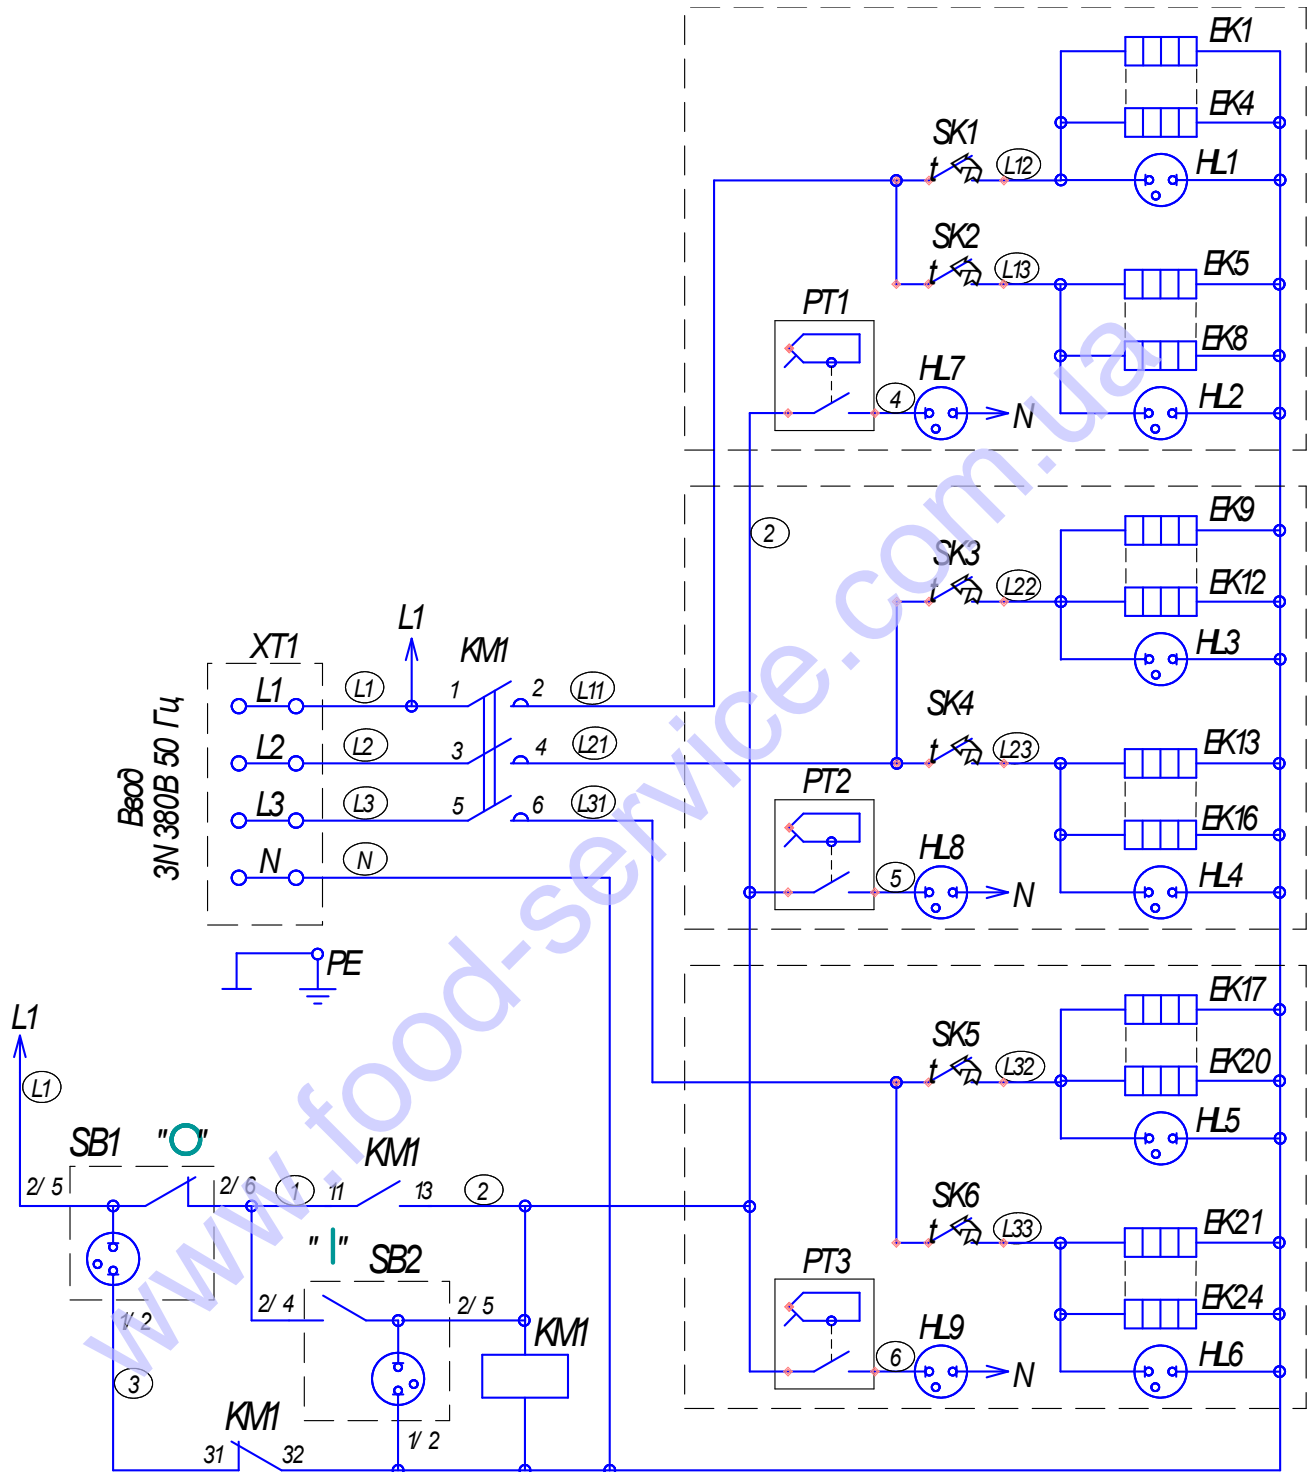 EK1
EK4
SK1
t
L12
HL1
SK2
t
L13
EK5
PT1
EK8
HL7
4
N
HL2
2
EK9
SK3
t
L22
EK12
HL3
L1
XT1
KM1
L1
L1
1
2
L11
SK4
t
L23
EK13
L2
L2
3
4
L21
PT2
L3
L3
5
6
L31
EK16
HL8
N
N
5
N
HL4
Ввод
3N 380В 50 Гц
PE
EK17
L1
SK5
t
L32
EK20
L1
HL5
SB1
"O"
KM1
2/ 5
2/ 6
1
11
13
2
SK6
t
L33
EK21
" | "
SB2
PT3
2/ 4
2/ 5
EK24
1/ 2
KM1
HL9
6
N
HL6
3
KM1
31
32
1/ 2
www.food-service.com.ua